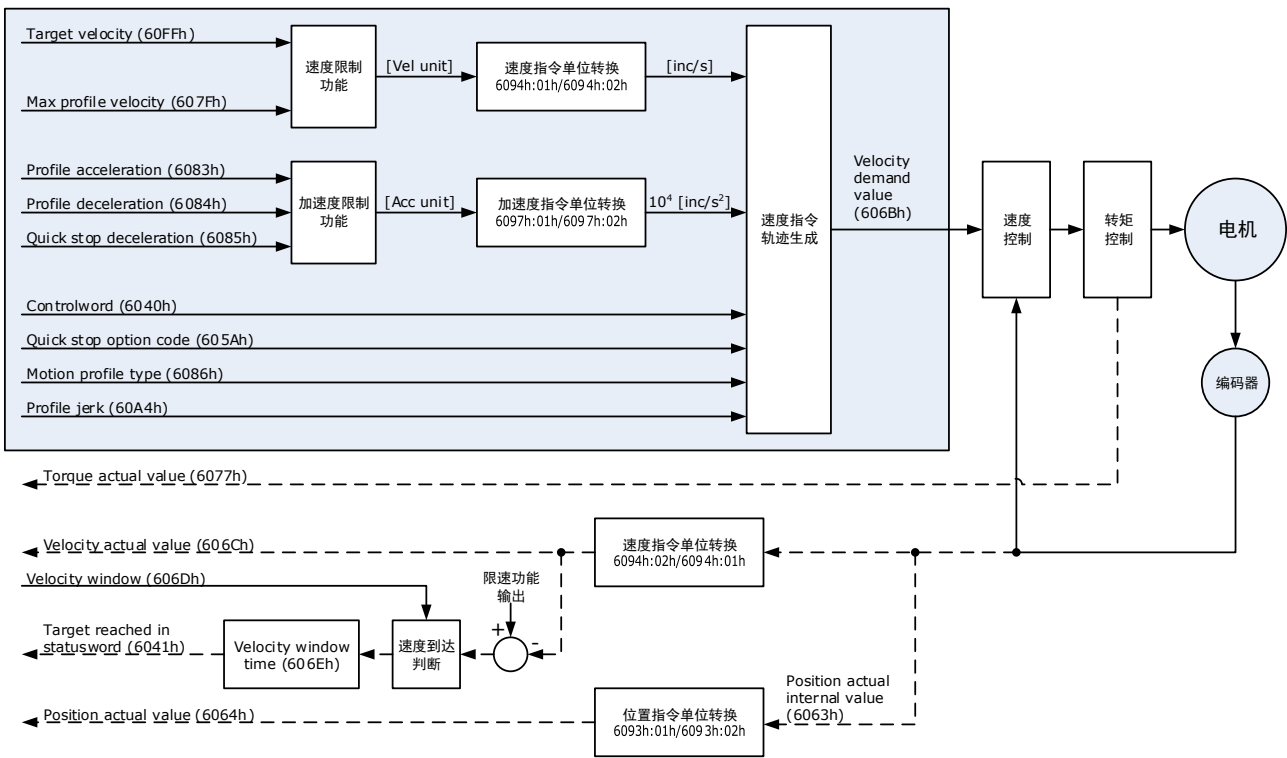 Target velocity (60FFh)
Max profile velocity (607Fh)
速度限制
功能
[Vel unit]
速度指令单位转换
6094h:01h/6094h:02h
[inc/s]
Profile acceleration (6083h)
Profile deceleration (6084h)
Quick stop deceleration (6085h)
加速度限制
功能
[Acc unit]
加速度指令单位转换
6097h:01h/6097h:02h
10⁴ [inc/s²]
Controlword (6040h)
Quick stop option code (605Ah)
Motion profile type (6086h)
Profile jerk (60A4h)
速度指令
轨迹生成
Velocity
demand
value
(606Bh)
速度
控制
转矩
控制
电机
编码器
Torque actual value (6077h)
Velocity actual value (606Ch)
速度指令单位转换
6094h:02h/6094h:01h
Velocity window (606Dh)
限速功能
输出
+
-
Target reached in
statusword (6041h)
Velocity window
time (606Eh)
速度到达
判断
Position actual value (6064h)
位置指令单位转换
6093h:01h/6093h:02h
Position actual
internal value
(6063h)